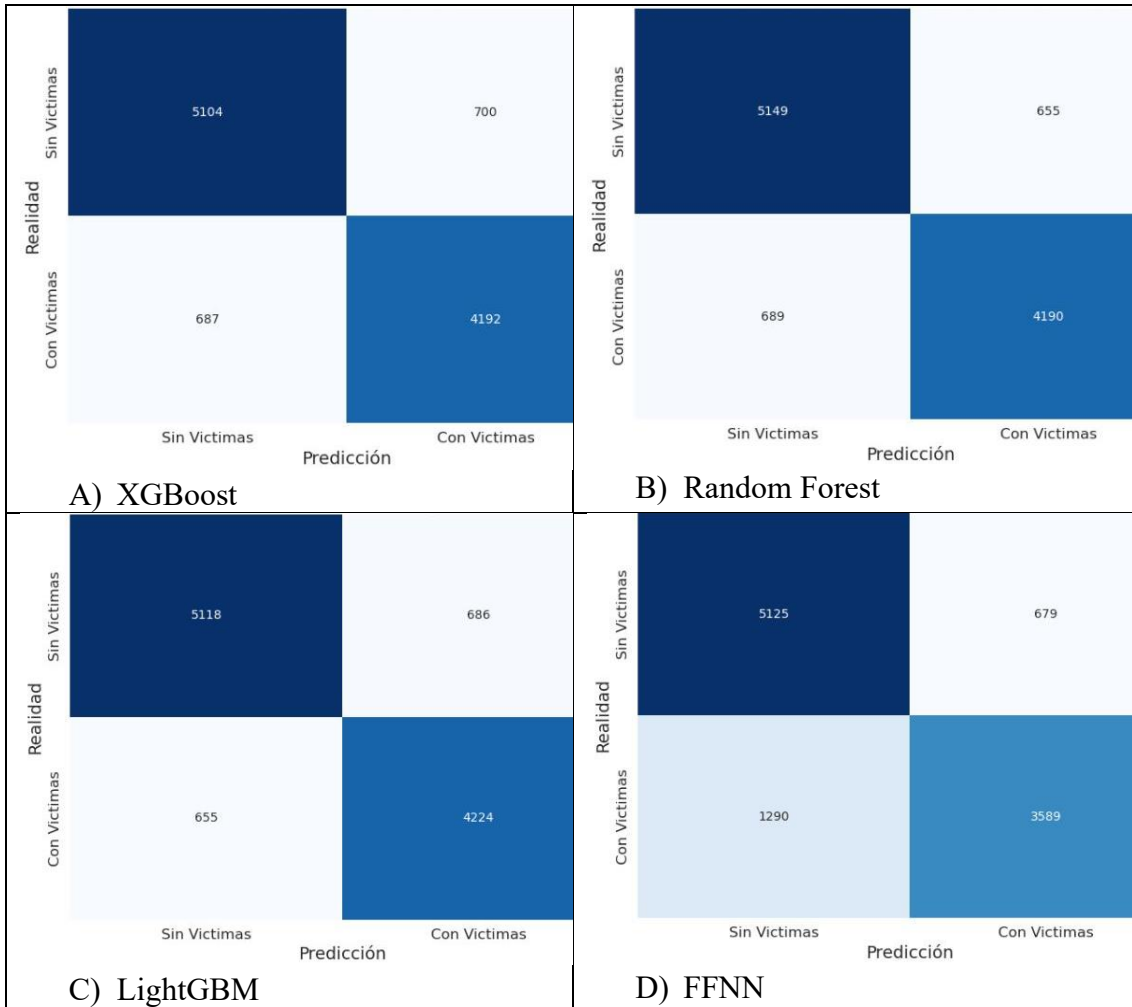 Realidad
Sin Victimas
Con Victimas
5104
700
687
4192
Sin Victimas
Con Victimas
Predicción
A) XGBoost
Realidad
Sin Victimas
Con Victimas
5149
655
689
4190
Sin Victimas
Con Victimas
Predicción
B) Random Forest
Realidad
Sin Victimas
Con Victimas
5118
686
655
4224
Sin Victimas
Con Victimas
Predicción
C) LightGBM
Realidad
Sin Victimas
Con Victimas
5125
679
1290
3589
Sin Victimas
Con Victimas
Predicción
D) FFNN